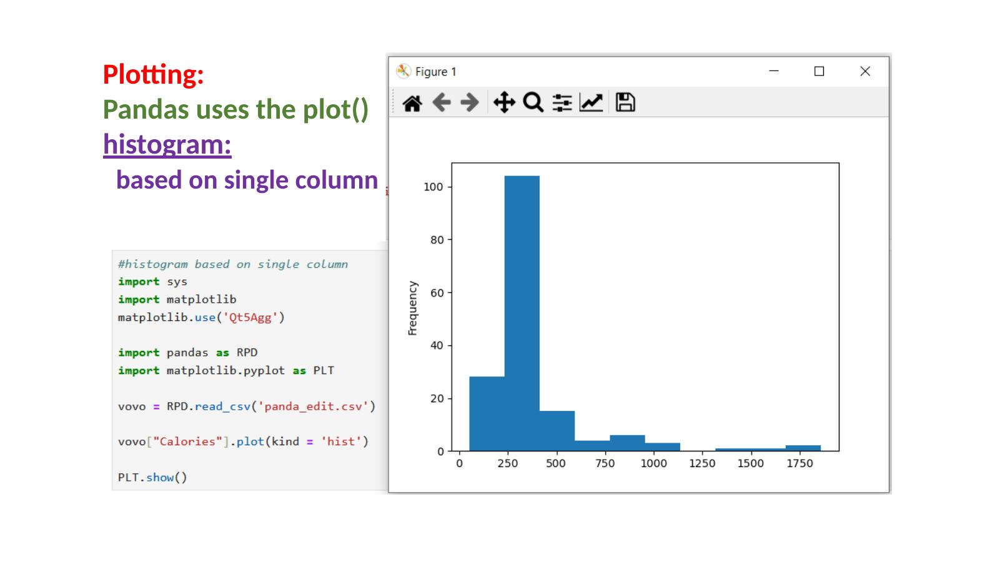 Plotting:
Pandas uses the plot()
histogram:
based on single column
#histogram based on single column
import sys
import matplotlib
matplotlib.use('Qt5Agg')
import pandas as RPD
import matplotlib.pyplot as PLT
vovo = RPD.read_csv('panda_edit.csv')
vovo["Calories"].plot(kind = 'hist')
PLT.show()
Figure 1
100
80
60
40
20
0
Frequency
0 250 500 750 1000 1250 1500 1750